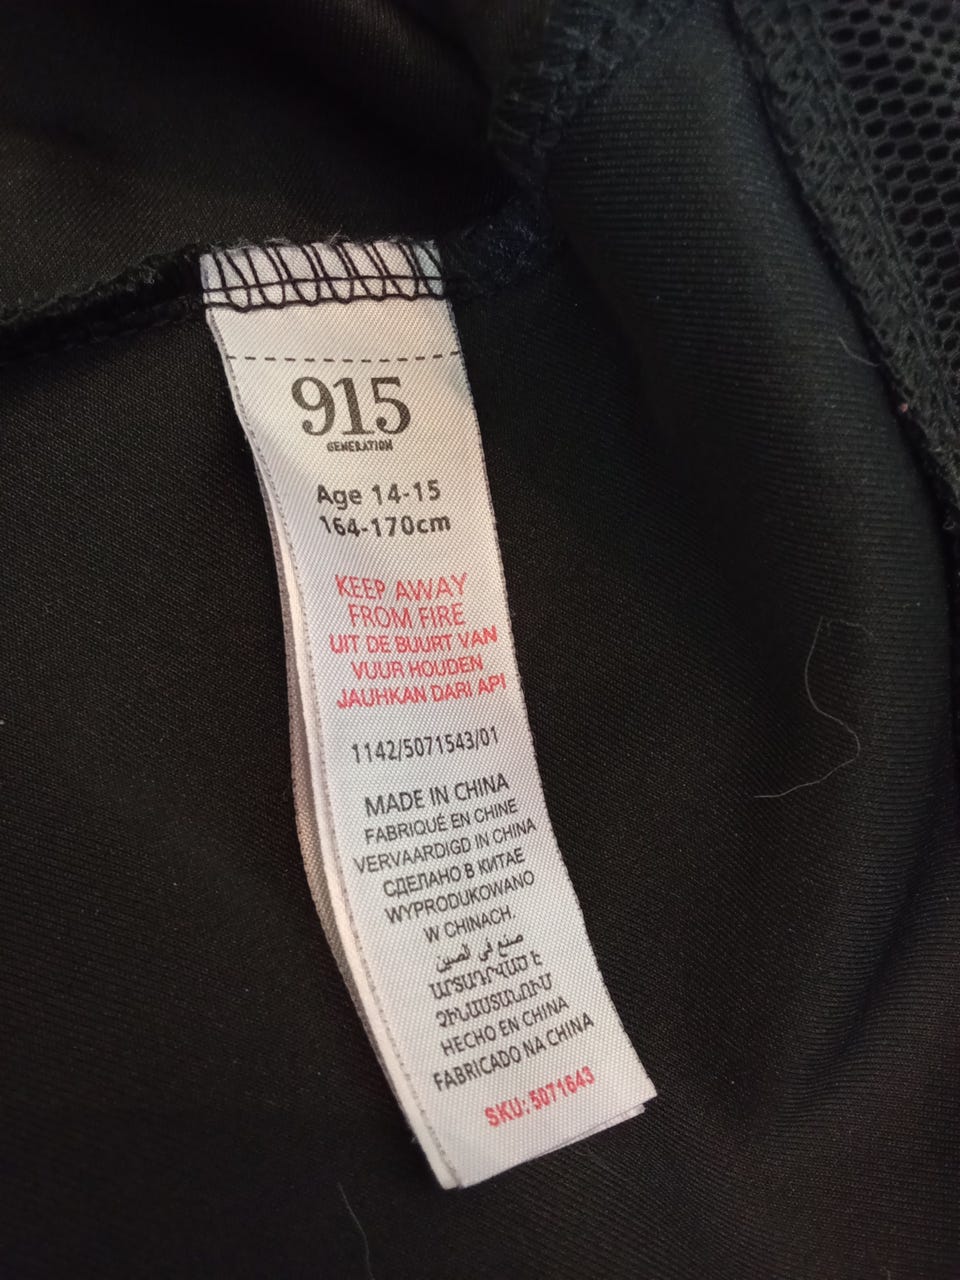 915
GENERATION
Age 14-15
164-170cm
KEEP AWAY
FROM FIRE
UIT DE BUURT VAN
VUUR HOUDEN
JAUHKAN DARI API
1142/5071543/01
MADE IN CHINA
FABRIQUÉ EN CHINE
VERVAARDIGD IN CHINA
СДЕЛАНО В КИТАЕ
WYPRODUKOWANO
W CHINACH.
صنع في الصين
ԱՐՏԱԴՐՎԱԾ Է
ՉԻՆԱՍՏԱՆՈՒՄ
HECHO EN CHINA
FABRICADO NA CHINA
SKU: 5071643